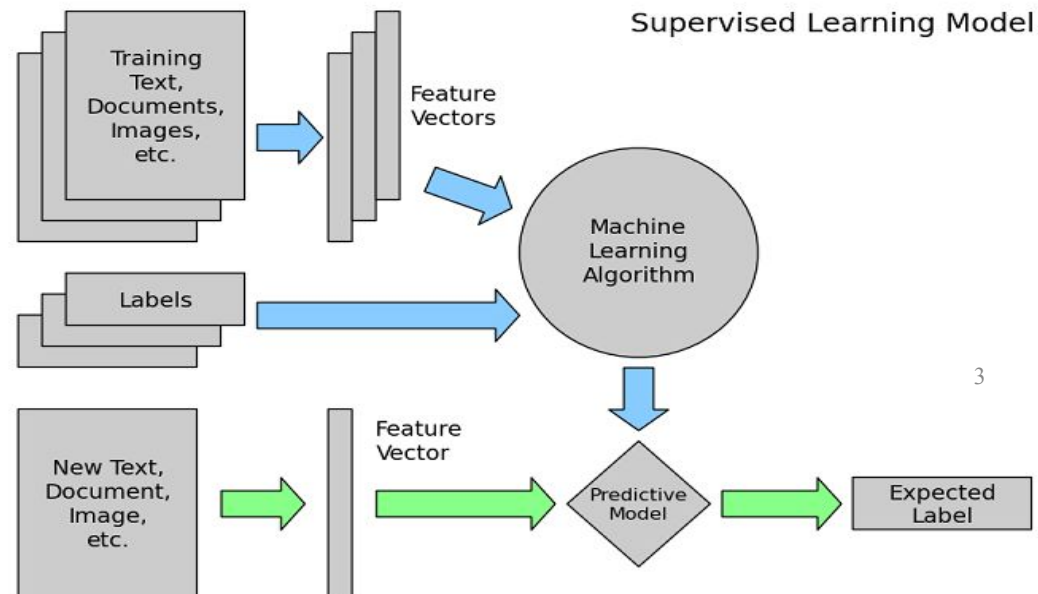 Supervised Learning Model
Training
Text,
Documents,
Images,
etc.
Feature
Vectors
Machine
Learning
Algorithm
Labels
3
New Text,
Document,
Image,
etc.
Feature
Vector
Predictive
Model
Expected
Label